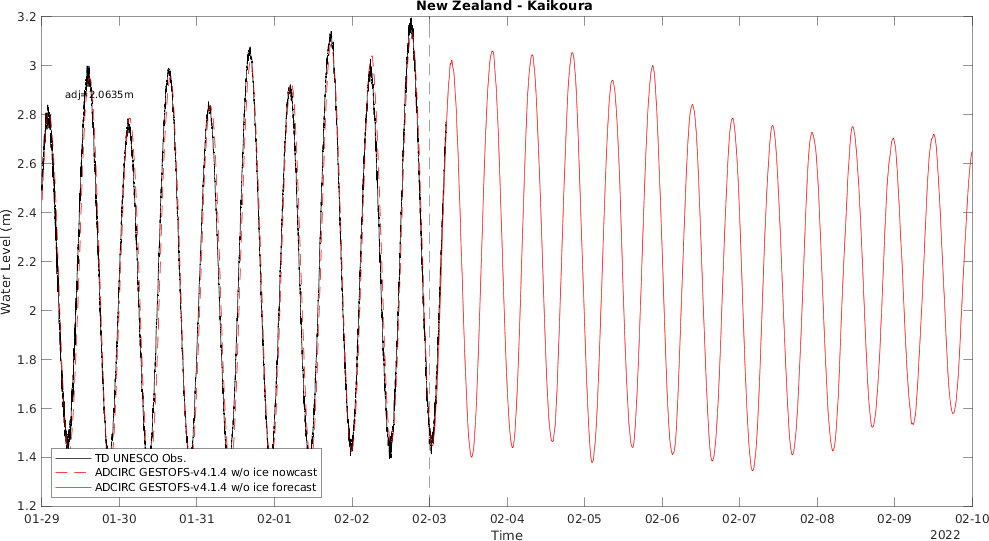 New Zealand - Kaikoura
3.2
3
2.8
2.6
2.4
2.2
2
1.8
1.6
1.4
1.2
Water Level (m)
adj= 2.0635m
TD UNESCO Obs.
ADCIRC GESTOFS-v4.1.4 w/o ice nowcast
ADCIRC GESTOFS-v4.1.4 w/o ice forecast
01-29 01-30 01-31 02-01 02-02 02-03 02-04 02-05 02-06 02-07 02-08 02-09 02-10
Time
2022